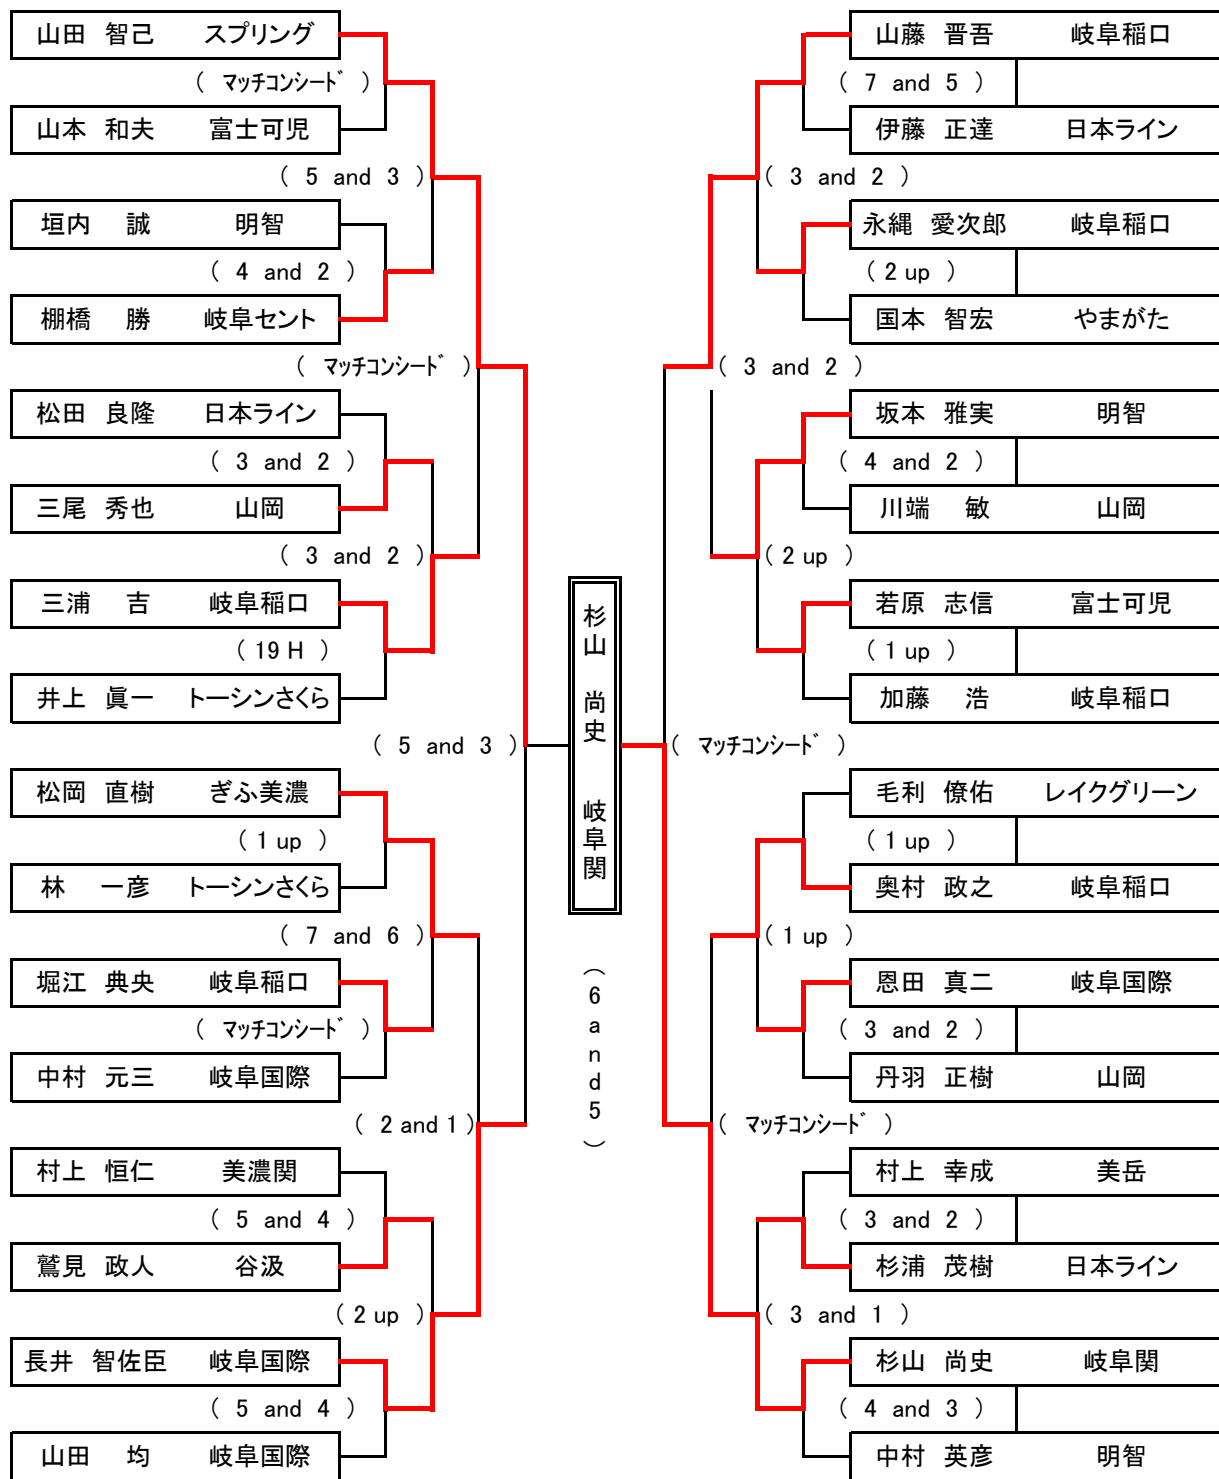 山田 智己 スプリング
( マッチコンシード )
山本 和夫 富士可児
( 5 and 3 )
垣内 誠 明智
( 4 and 2 )
棚橋 勝 岐阜セント
( マッチコンシード )
松田 良隆 日本ライン
( 3 and 2 )
三尾 秀也 山岡
( 3 and 2 )
三浦 吉 岐阜稲口
( 19 H )
井上 眞一 トーシンさくら
( 5 and 3 )
松岡 直樹 ぎふ美濃
( 1 up )
林 一彦 トーシンさくら
( 7 and 6 )
堀江 典央 岐阜稲口
( マッチコンシード )
中村 元三 岐阜国際
( 2 and 1 )
村上 恒仁 美濃関
( 5 and 4 )
鷲見 政人 谷汲
( 2 up )
長井 智佐臣 岐阜国際
( 5 and 4 )
山田 均 岐阜国際
杉山 尚史 岐阜関
(6and5)
山藤 晋吾 岐阜稲口
( 7 and 5 )
伊藤 正達 日本ライン
( 3 and 2 )
永縄 愛次郎 岐阜稲口
( 2 up )
国本 智宏 やまがた
( 3 and 2 )
坂本 雅実 明智
( 4 and 2 )
川端 敏 山岡
( 2 up )
若原 志信 富士可児
( 1 up )
加藤 浩 岐阜稲口
( マッチコンシード )
毛利 僚佑 レイクグリーン
( 1 up )
奥村 政之 岐阜稲口
( 1 up )
恩田 真二 岐阜国際
( 3 and 2 )
丹羽 正樹 山岡
( マッチコンシード )
村上 幸成 美岳
( 3 and 2 )
杉浦 茂樹 日本ライン
( 3 and 1 )
杉山 尚史 岐阜関
( 4 and 3 )
中村 英彦 明智